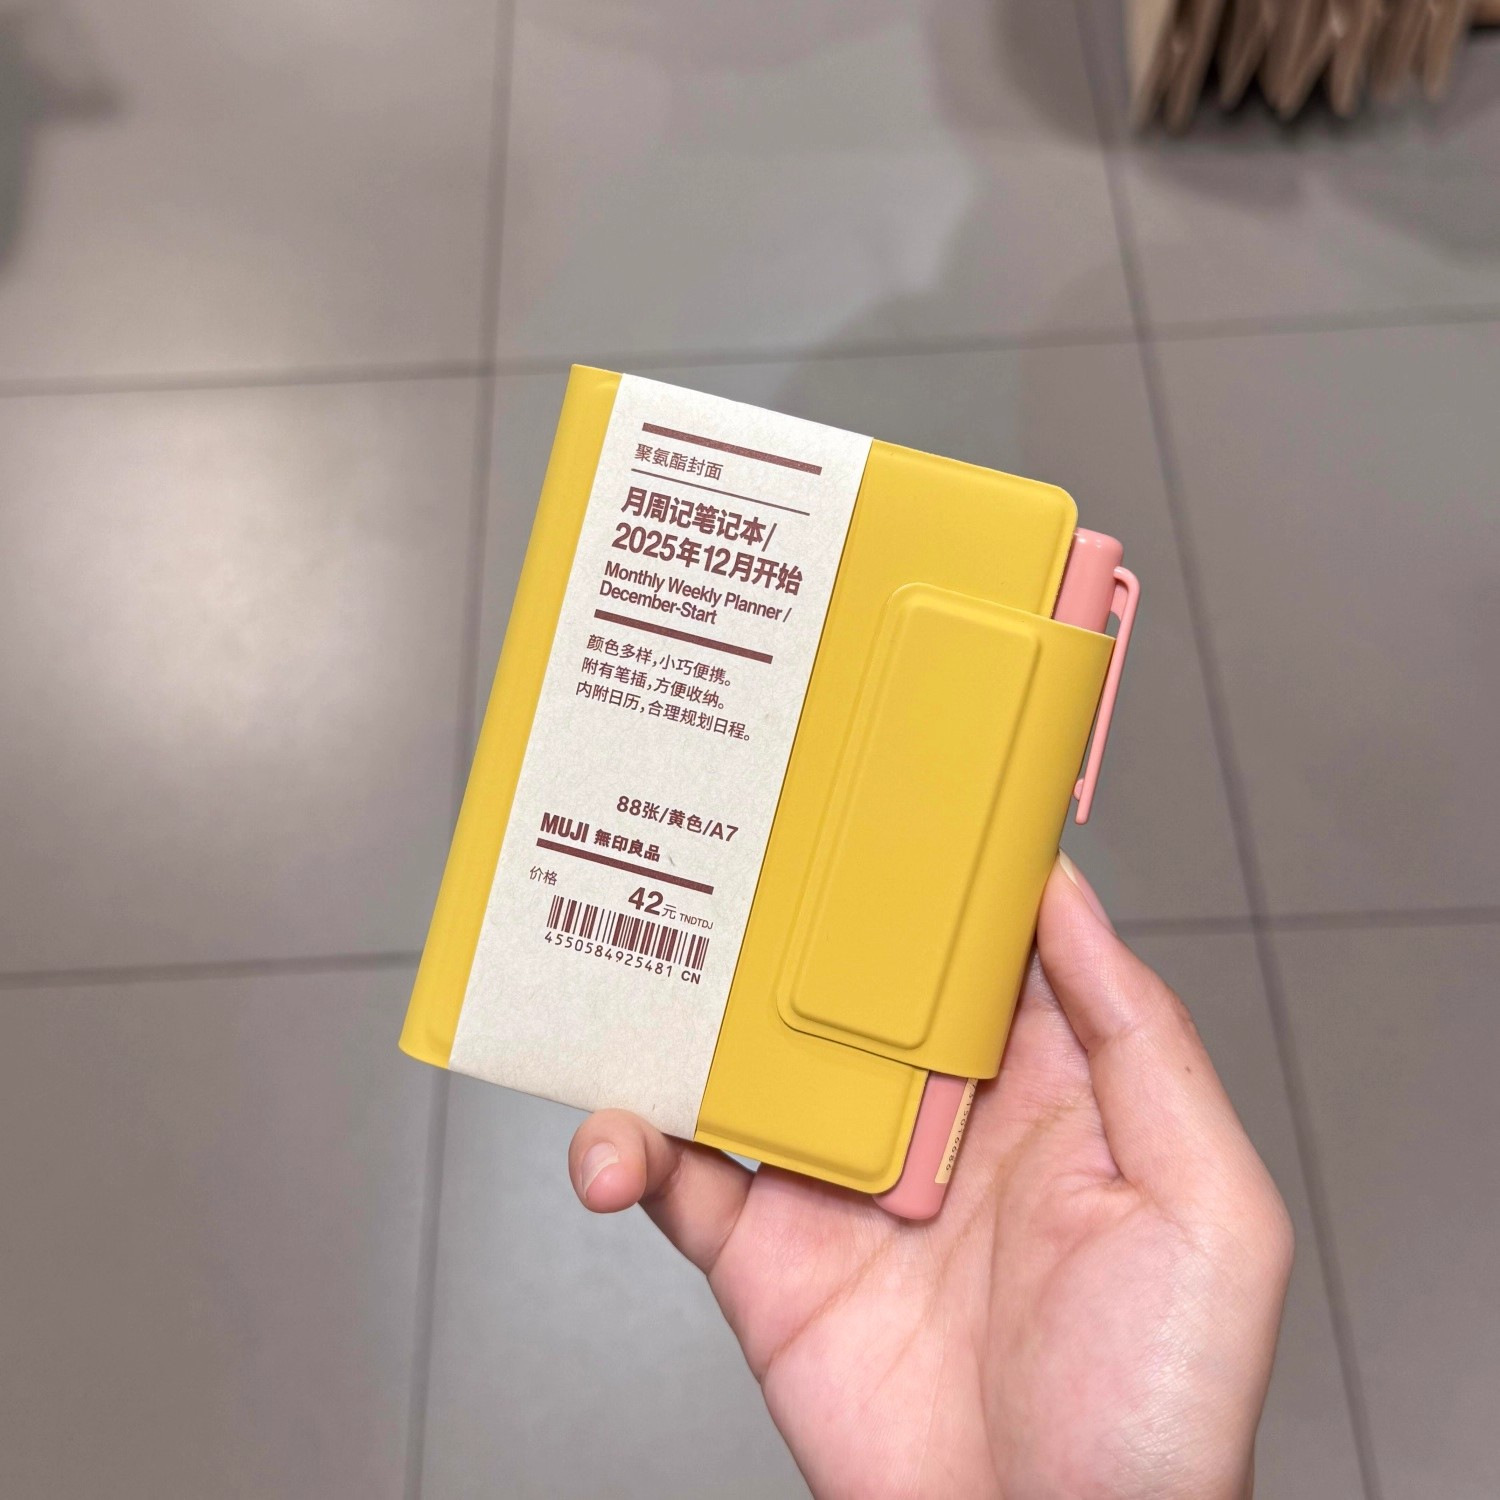 聚氨酯封面
月周记笔记本/
2025年12月开始
Monthly Weekly Planner /
December-Start
颜色多样,小巧便携。
附有笔插,方便收纳。
内附日历,合理规划日程。
88张/黄色/A7
MUJI 無印良品
价格
42元 TNDTDJ
4550584925481 CN